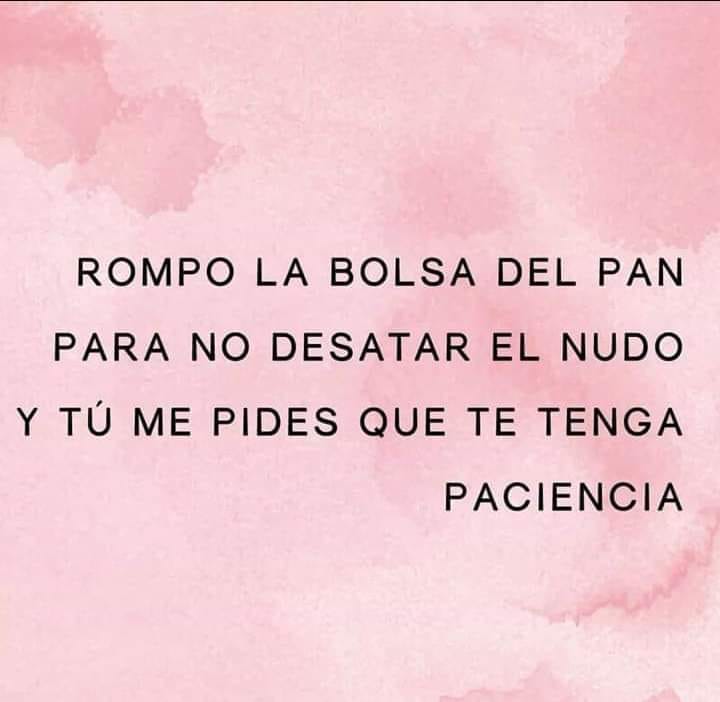 ROMPO LA BOLSA DEL PAN
PARA NO DESATAR EL NUDO
Y TÚ ME PIDES QUE TE TENGA
PACIENCIA